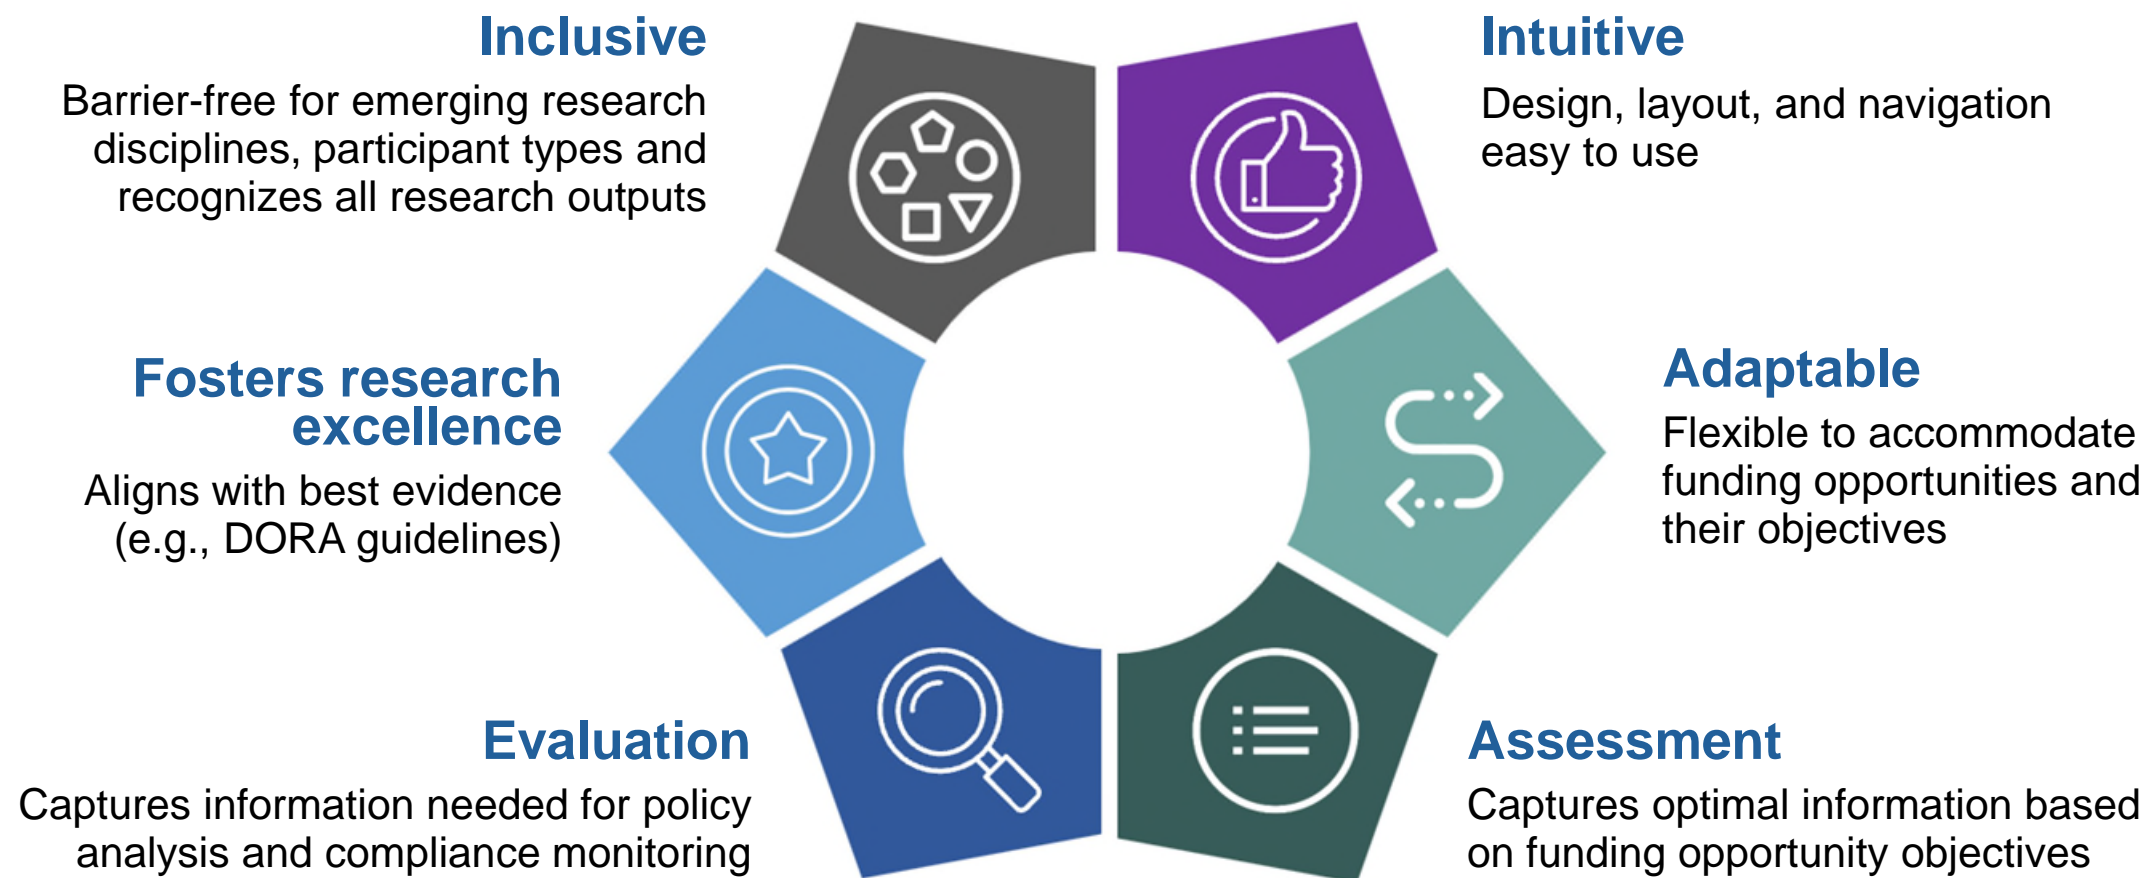 Inclusive
Barrier-free for emerging research
disciplines, participant types and
recognizes all research outputs
Intuitive
Design, layout, and navigation
easy to use
Fosters research
excellence
Aligns with best evidence
(e.g., DORA guidelines)
Adaptable
Flexible to accommodate
funding opportunities and
their objectives
Evaluation
Captures information needed for policy
analysis and compliance monitoring
Assessment
Captures optimal information based
on funding opportunity objectives